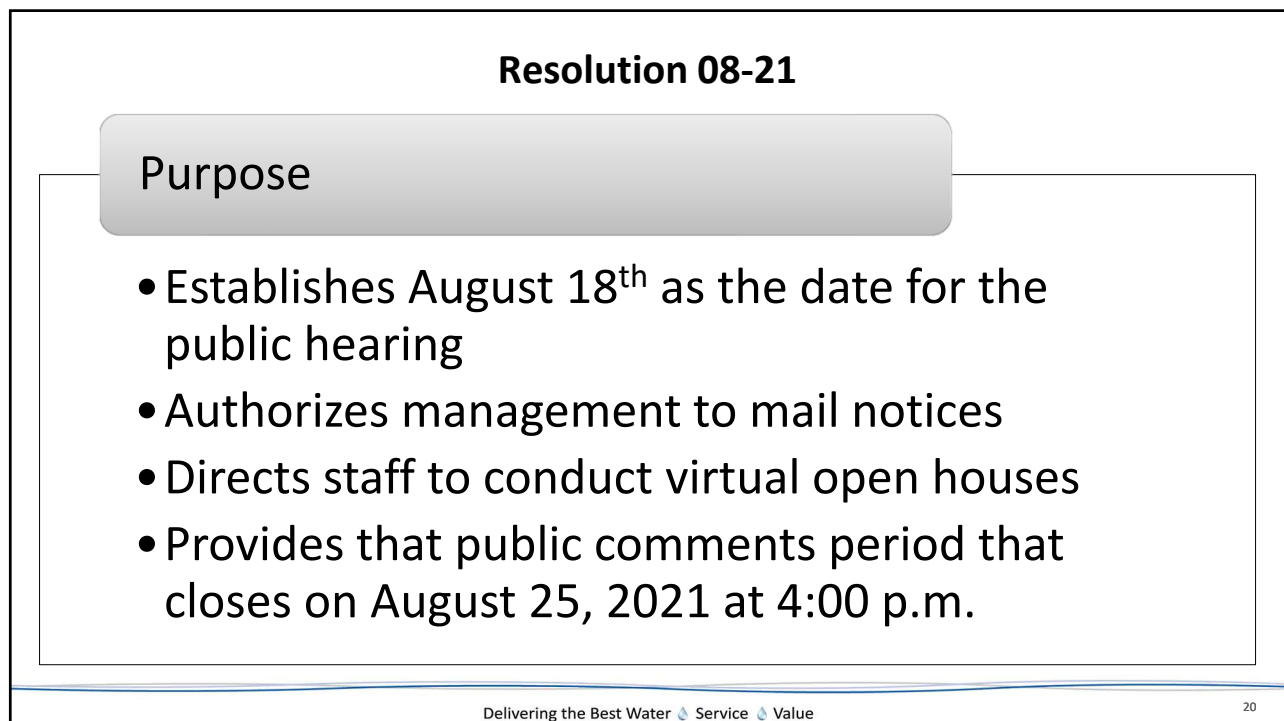 Resolution 08-21
Purpose
•Establishes August 18th as the date for the
public hearing
•Authorizes management to mail notices
•Directs staff to conduct virtual open houses
•Provides that public comments period that
closes on August 25, 2021 at 4:00 p.m.
Delivering the Best Water Service Value
20